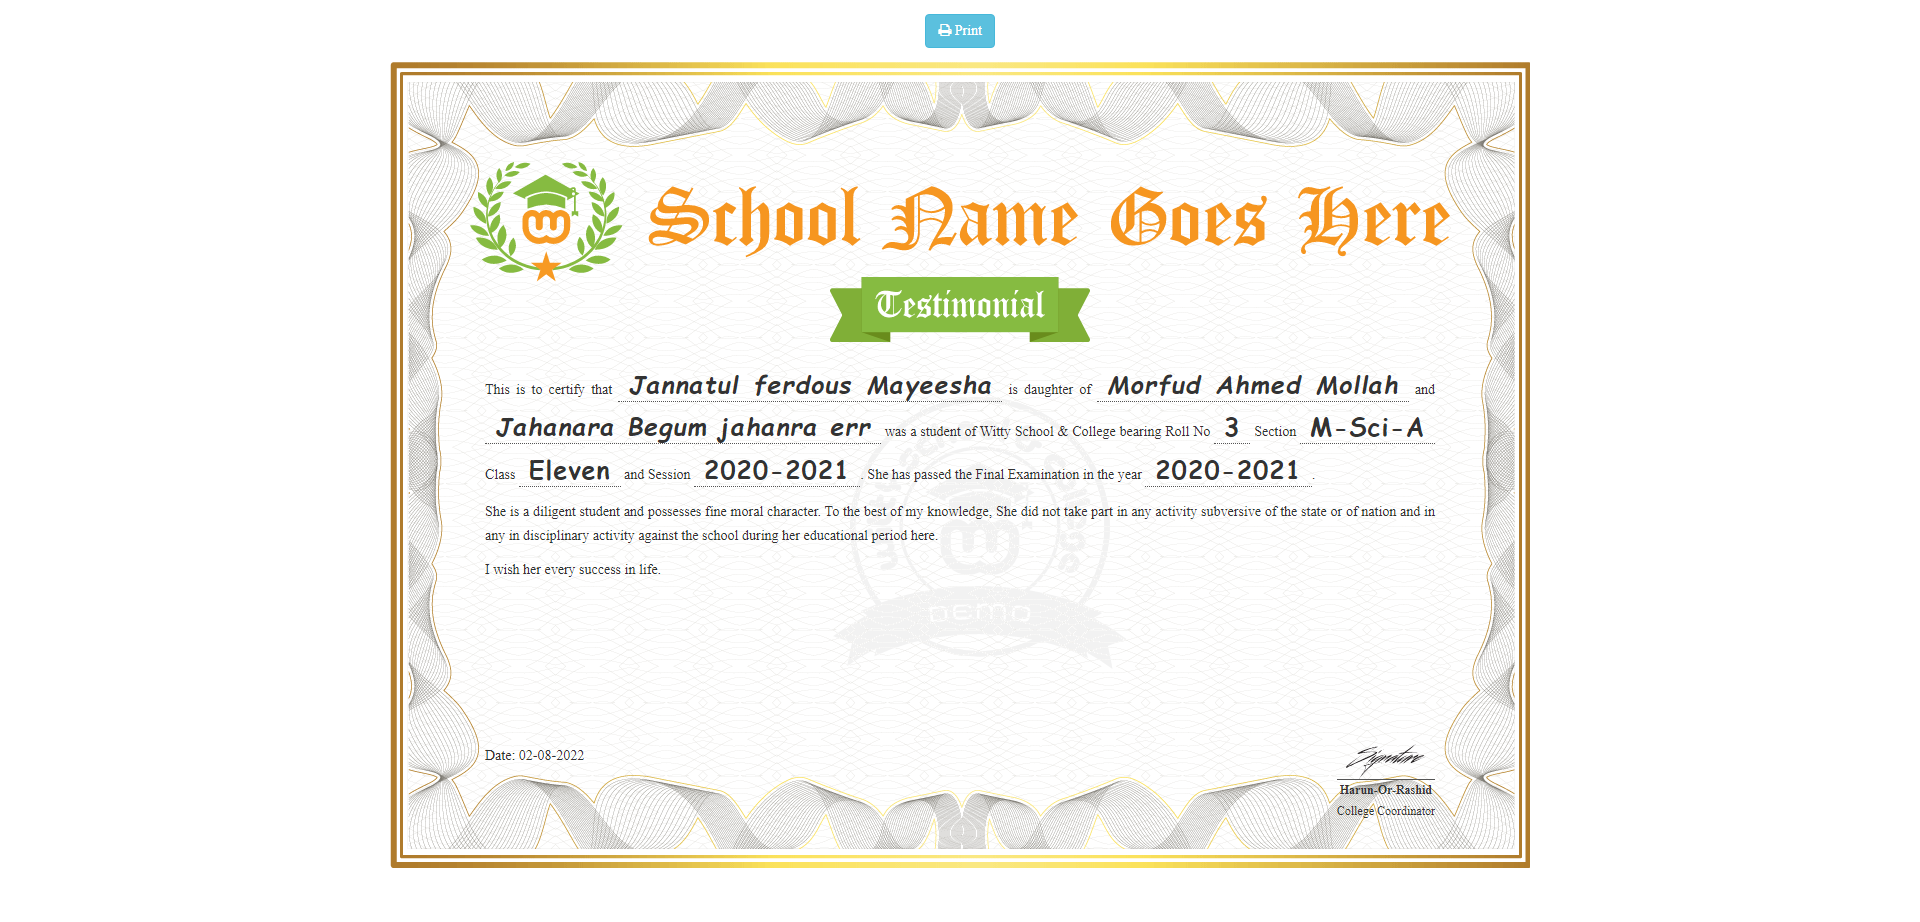 Print
School Name Goes Here
Testimonial
This is to certify that Jannatul ferdous Mayeesha is daughter of Morfud Ahmed Mollah and
Jahanara Begum jahanra err was a student of Witty School & College bearing Roll No 3 Section M-Sci-A
Class Eleven and Session 2020-2021 . She has passed the Final Examination in the year 2020-2021 .
She is a diligent student and possesses fine moral character. To the best of my knowledge, She did not take part in any activity subversive of the state or of nation and in
any in disciplinary activity against the school during her educational period here.
I wish her every success in life.
DEMO
Date: 02-08-2022
Signature
Harun-Or-Rashid
College Coordinator